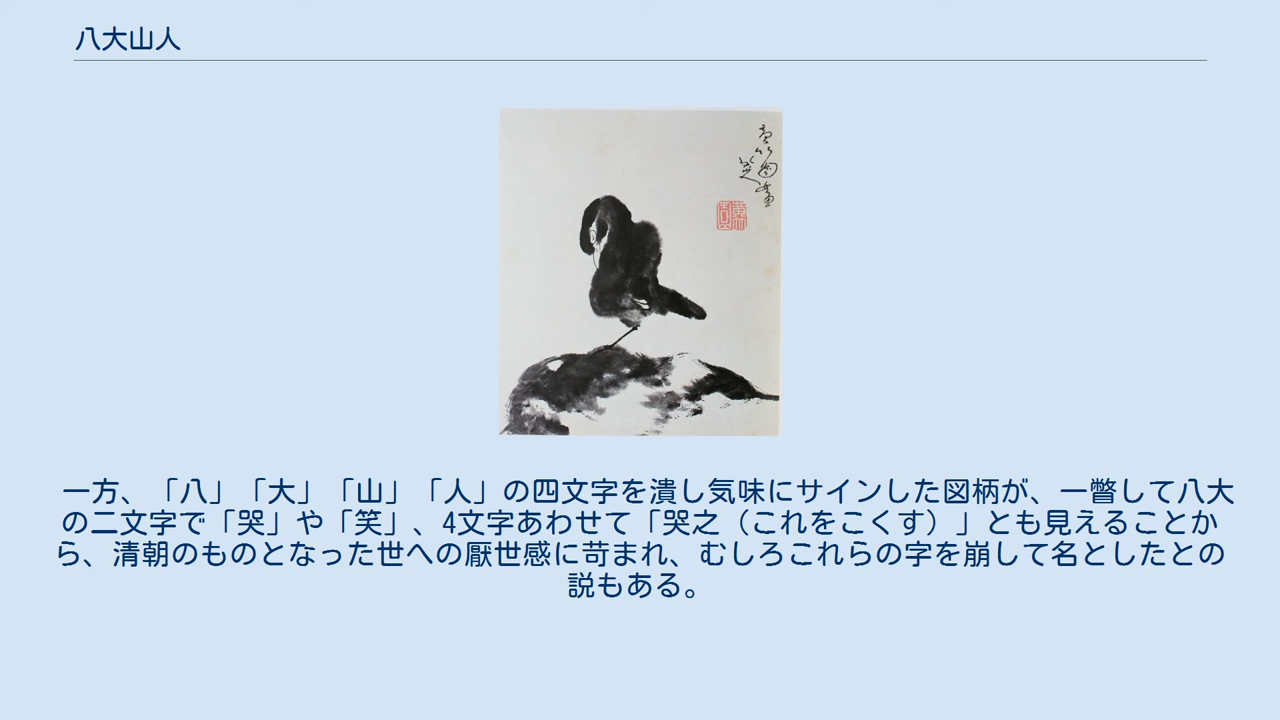 八大山人
一方、「八」「大」「山」「人」の四文字を潰し気味にサインした図柄が、一瞥して八大
の二文字で「哭」や「笑」、4文字あわせて「哭之（これをこくす）」とも見えることか
ら、清朝のものとなった世への厭世感に苛まれ、むしろこれらの字を崩して名としたとの
説もある。